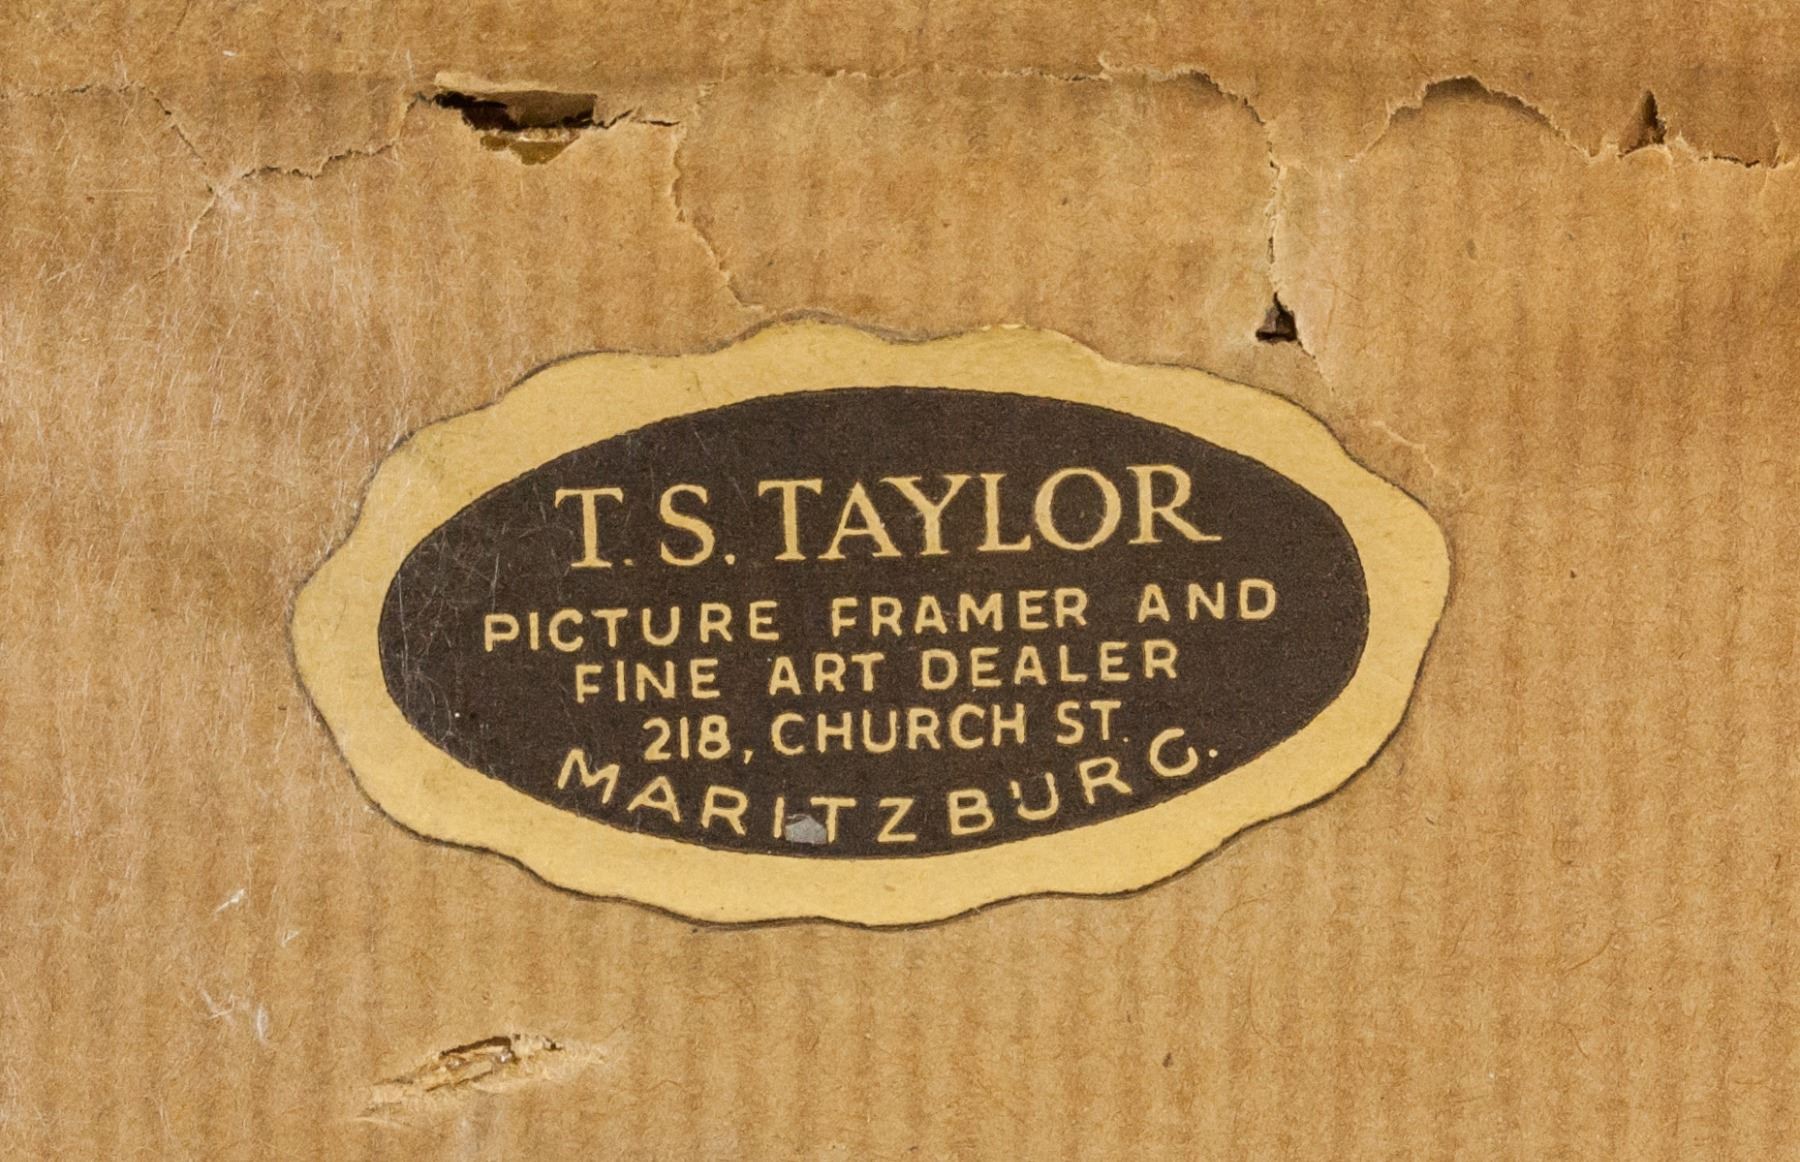 T. S. TAYLOR
PICTURE FRAMER AND
FINE ART DEALER
218, CHURCH ST.
MARITZBURG.